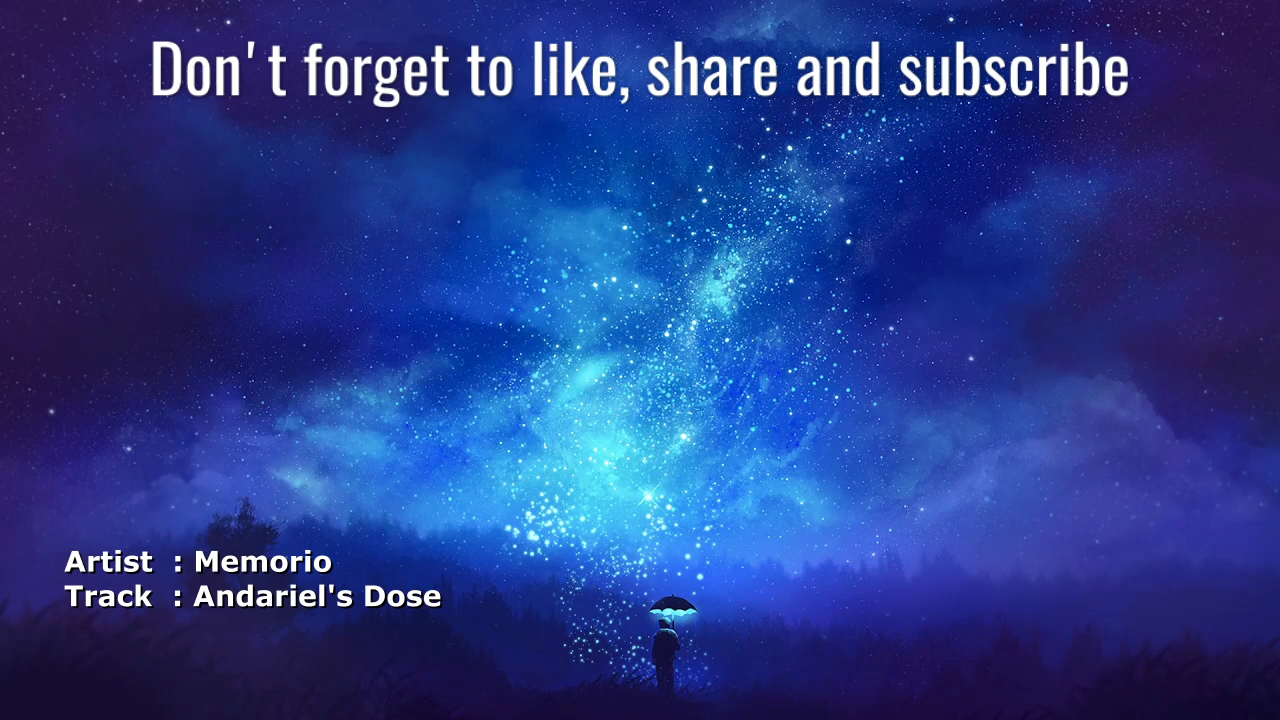 Don't forget to like, share and subscribe
Artist : Memorio
Track : Andariel's Dose